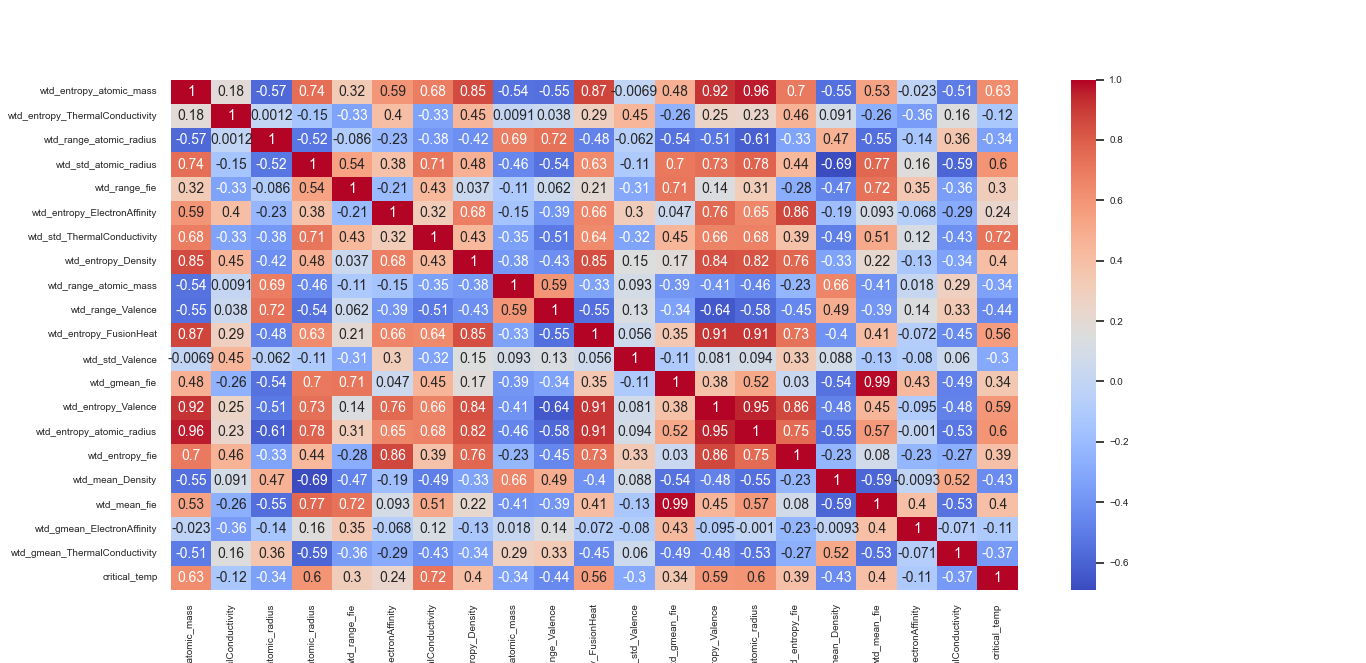 wtd_entropy_atomic_mass 1 0.18 -0.57 0.74 0.32 0.59 0.68 0.85 -0.54 -0.55 0.87 -0.0069 0.48 0.92 0.96 0.7 -0.55 0.53 -0.023 -0.51 0.63 1.0
wtd_entropy_ThermalConductivity 0.18 1 0.0012 -0.15 -0.33 0.4 -0.33 0.45 0.0091 0.038 0.29 0.45 -0.26 0.25 0.23 0.46 0.091 -0.26 -0.36 0.16 -0.12
wtd_range_atomic_radius -0.57 0.0012 1 -0.52 -0.086 -0.23 -0.38 -0.42 0.69 0.72 -0.48 -0.062 -0.54 -0.51 -0.61 -0.33 0.47 -0.55 -0.14 0.36 -0.34
0.8
wtd_std_atomic_radius 0.74 -0.15 -0.52 1 0.54 0.38 0.71 0.48 -0.46 -0.54 0.63 -0.11 0.7 0.73 0.78 0.44 -0.69 0.77 0.16 -0.59 0.6
wtd_range_fie 0.32 -0.33 -0.086 0.54 1 -0.21 0.43 0.037 -0.11 0.062 0.21 -0.31 0.71 0.14 0.31 -0.28 -0.47 0.72 0.35 -0.36 0.3
0.6
wtd_entropy_ElectronAffinity 0.59 0.4 -0.23 0.38 -0.21 1 0.32 0.68 -0.15 -0.39 0.66 0.3 0.047 0.76 0.65 0.86 -0.19 0.093 -0.068 -0.29 0.24
wtd_std_ThermalConductivity 0.68 -0.33 -0.38 0.71 0.43 0.32 1 0.43 -0.35 -0.51 0.64 -0.32 0.45 0.66 0.68 0.39 -0.49 0.51 0.12 -0.43 0.72
wtd_entropy_Density 0.85 0.45 -0.42 0.48 0.037 0.68 0.43 1 -0.38 -0.43 0.85 0.15 0.17 0.84 0.82 0.76 -0.33 0.22 -0.13 -0.34 0.4
0.4
wtd_range_atomic_mass -0.54 0.0091 0.69 -0.46 -0.11 -0.15 -0.35 -0.38 1 0.59 -0.33 0.093 -0.39 -0.41 -0.46 -0.23 0.66 -0.41 0.018 0.29 -0.34
wtd_range_Valence -0.55 0.038 0.72 -0.54 0.062 -0.39 -0.51 -0.43 0.59 1 -0.55 0.13 -0.34 -0.64 -0.58 -0.45 0.49 -0.39 0.14 0.33 -0.44
0.2
wtd_entropy_FusionHeat 0.87 0.29 -0.48 0.63 0.21 0.66 0.64 0.85 -0.33 -0.55 1 0.056 0.35 0.91 0.91 0.73 -0.4 0.41 -0.072 -0.45 0.56
wtd_std_Valence -0.0069 0.45 -0.062 -0.11 -0.31 0.3 -0.32 0.15 0.093 0.13 0.056 1 -0.11 0.081 0.094 0.33 0.088 -0.13 -0.08 0.06 -0.3
wtd_gmean_fie 0.48 -0.26 -0.54 0.7 0.71 0.047 0.45 0.17 -0.39 -0.34 0.35 -0.11 1 0.38 0.52 0.03 -0.54 0.99 0.43 -0.49 0.34 0.0
wtd_entropy_Valence 0.92 0.25 -0.51 0.73 0.14 0.76 0.66 0.84 -0.41 -0.64 0.91 0.081 0.38 1 0.95 0.86 -0.48 0.45 -0.095 -0.48 0.59
wtd_entropy_atomic_radius 0.96 0.23 -0.61 0.78 0.31 0.65 0.68 0.82 -0.46 -0.58 0.91 0.094 0.52 0.95 1 0.75 -0.55 0.57 -0.001 -0.53 0.6
-0.2
wtd_entropy_fie 0.7 0.46 -0.33 0.44 -0.28 0.86 0.39 0.76 -0.23 -0.45 0.73 0.33 0.03 0.86 0.75 1 -0.23 0.08 -0.23 -0.27 0.39
wtd_mean_Density -0.55 0.091 0.47 -0.69 -0.47 -0.19 -0.49 -0.33 0.66 0.49 -0.4 0.088 -0.54 -0.48 -0.55 -0.23 1 -0.59 -0.0093 0.52 -0.43
wtd_mean_fie 0.53 -0.26 -0.55 0.77 0.72 0.093 0.51 0.22 -0.41 -0.39 0.41 -0.13 0.99 0.45 0.57 0.08 -0.59 1 0.4 -0.53 0.4
-0.4
wtd_gmean_ElectronAffinity -0.023 -0.36 -0.14 0.16 0.35 -0.068 0.12 -0.13 0.018 0.14 -0.072 -0.08 0.43 -0.095 -0.001 -0.23 -0.0093 0.4 1 -0.071 -0.11
wtd_gmean_ThermalConductivity -0.51 0.16 0.36 -0.59 -0.36 -0.29 -0.43 -0.34 0.29 0.33 -0.45 0.06 -0.49 -0.48 -0.53 -0.27 0.52 -0.53 -0.071 1 -0.37
-0.6
critical_temp 0.63 -0.12 -0.34 0.6 0.3 0.24 0.72 0.4 -0.34 -0.44 0.56 -0.3 0.34 0.59 0.6 0.39 -0.43 0.4 -0.11 -0.37 1
atomic_mass
alConductivity
atomic_radius
atomic_radius
wtd_range_fie
lectronAffinity
alConductivity
py_Density
atomic_mass
ange_Valence
y_FusionHeat
_std_Valence
td_gmean_fie
ropy_Valence
atomic_radius
d_entropy_fie
mean_Density
wtd_mean_fie
lectronAffinity
alConductivity
critical_temp